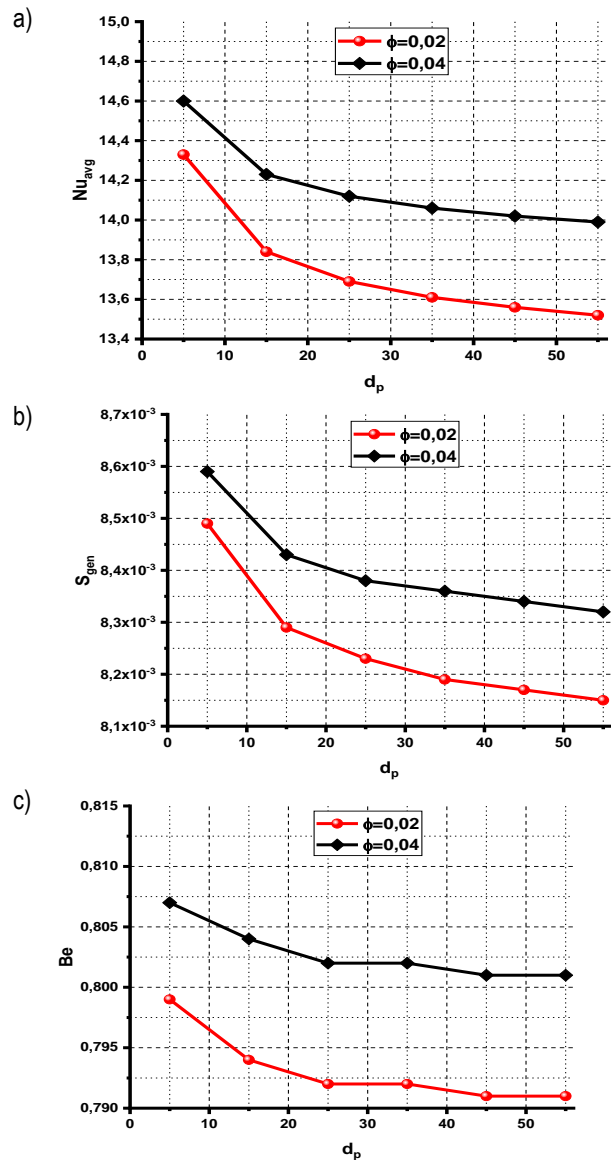 a)
15,0
14,8
14,6
14,4
14,2
14,0
13,8
13,6
13,4
Nu_avg
ϕ=0,02
ϕ=0,04
0 10 20 30 40 50
d_p
b)
8,7x10⁻³
8,6x10⁻³
8,5x10⁻³
8,4x10⁻³
8,3x10⁻³
8,2x10⁻³
8,1x10⁻³
S_gen
ϕ=0,02
ϕ=0,04
0 10 20 30 40 50
d_p
c)
0,815
0,810
0,805
0,800
0,795
0,790
Be
ϕ=0,02
ϕ=0,04
0 10 20 30 40 50
d_p